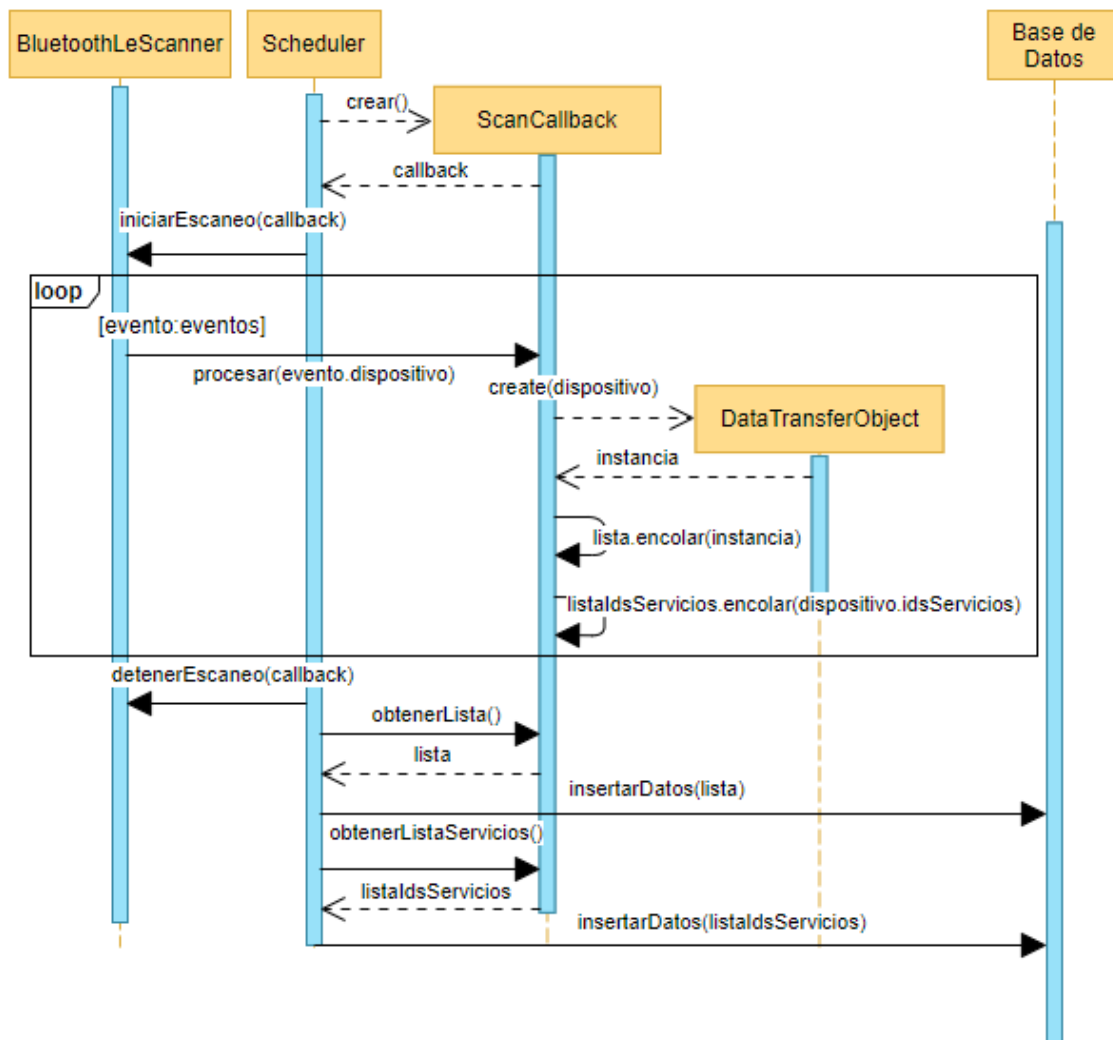 BluetoothLeScanner
Scheduler
Base de
Datos
crear()
ScanCallback
callback
iniciarEscaneo(callback)
loop
[evento:eventos]
procesar(evento.dispositivo)
create(dispositivo)
DataTransferObject
instancia
lista.encolar(instancia)
listaIdsServicios.encolar(dispositivo.idsServicios)
detenerEscaneo(callback)
obtenerLista()
lista
insertarDatos(lista)
obtenerListaServicios()
listaIdsServicios
insertarDatos(listaIdsServicios)